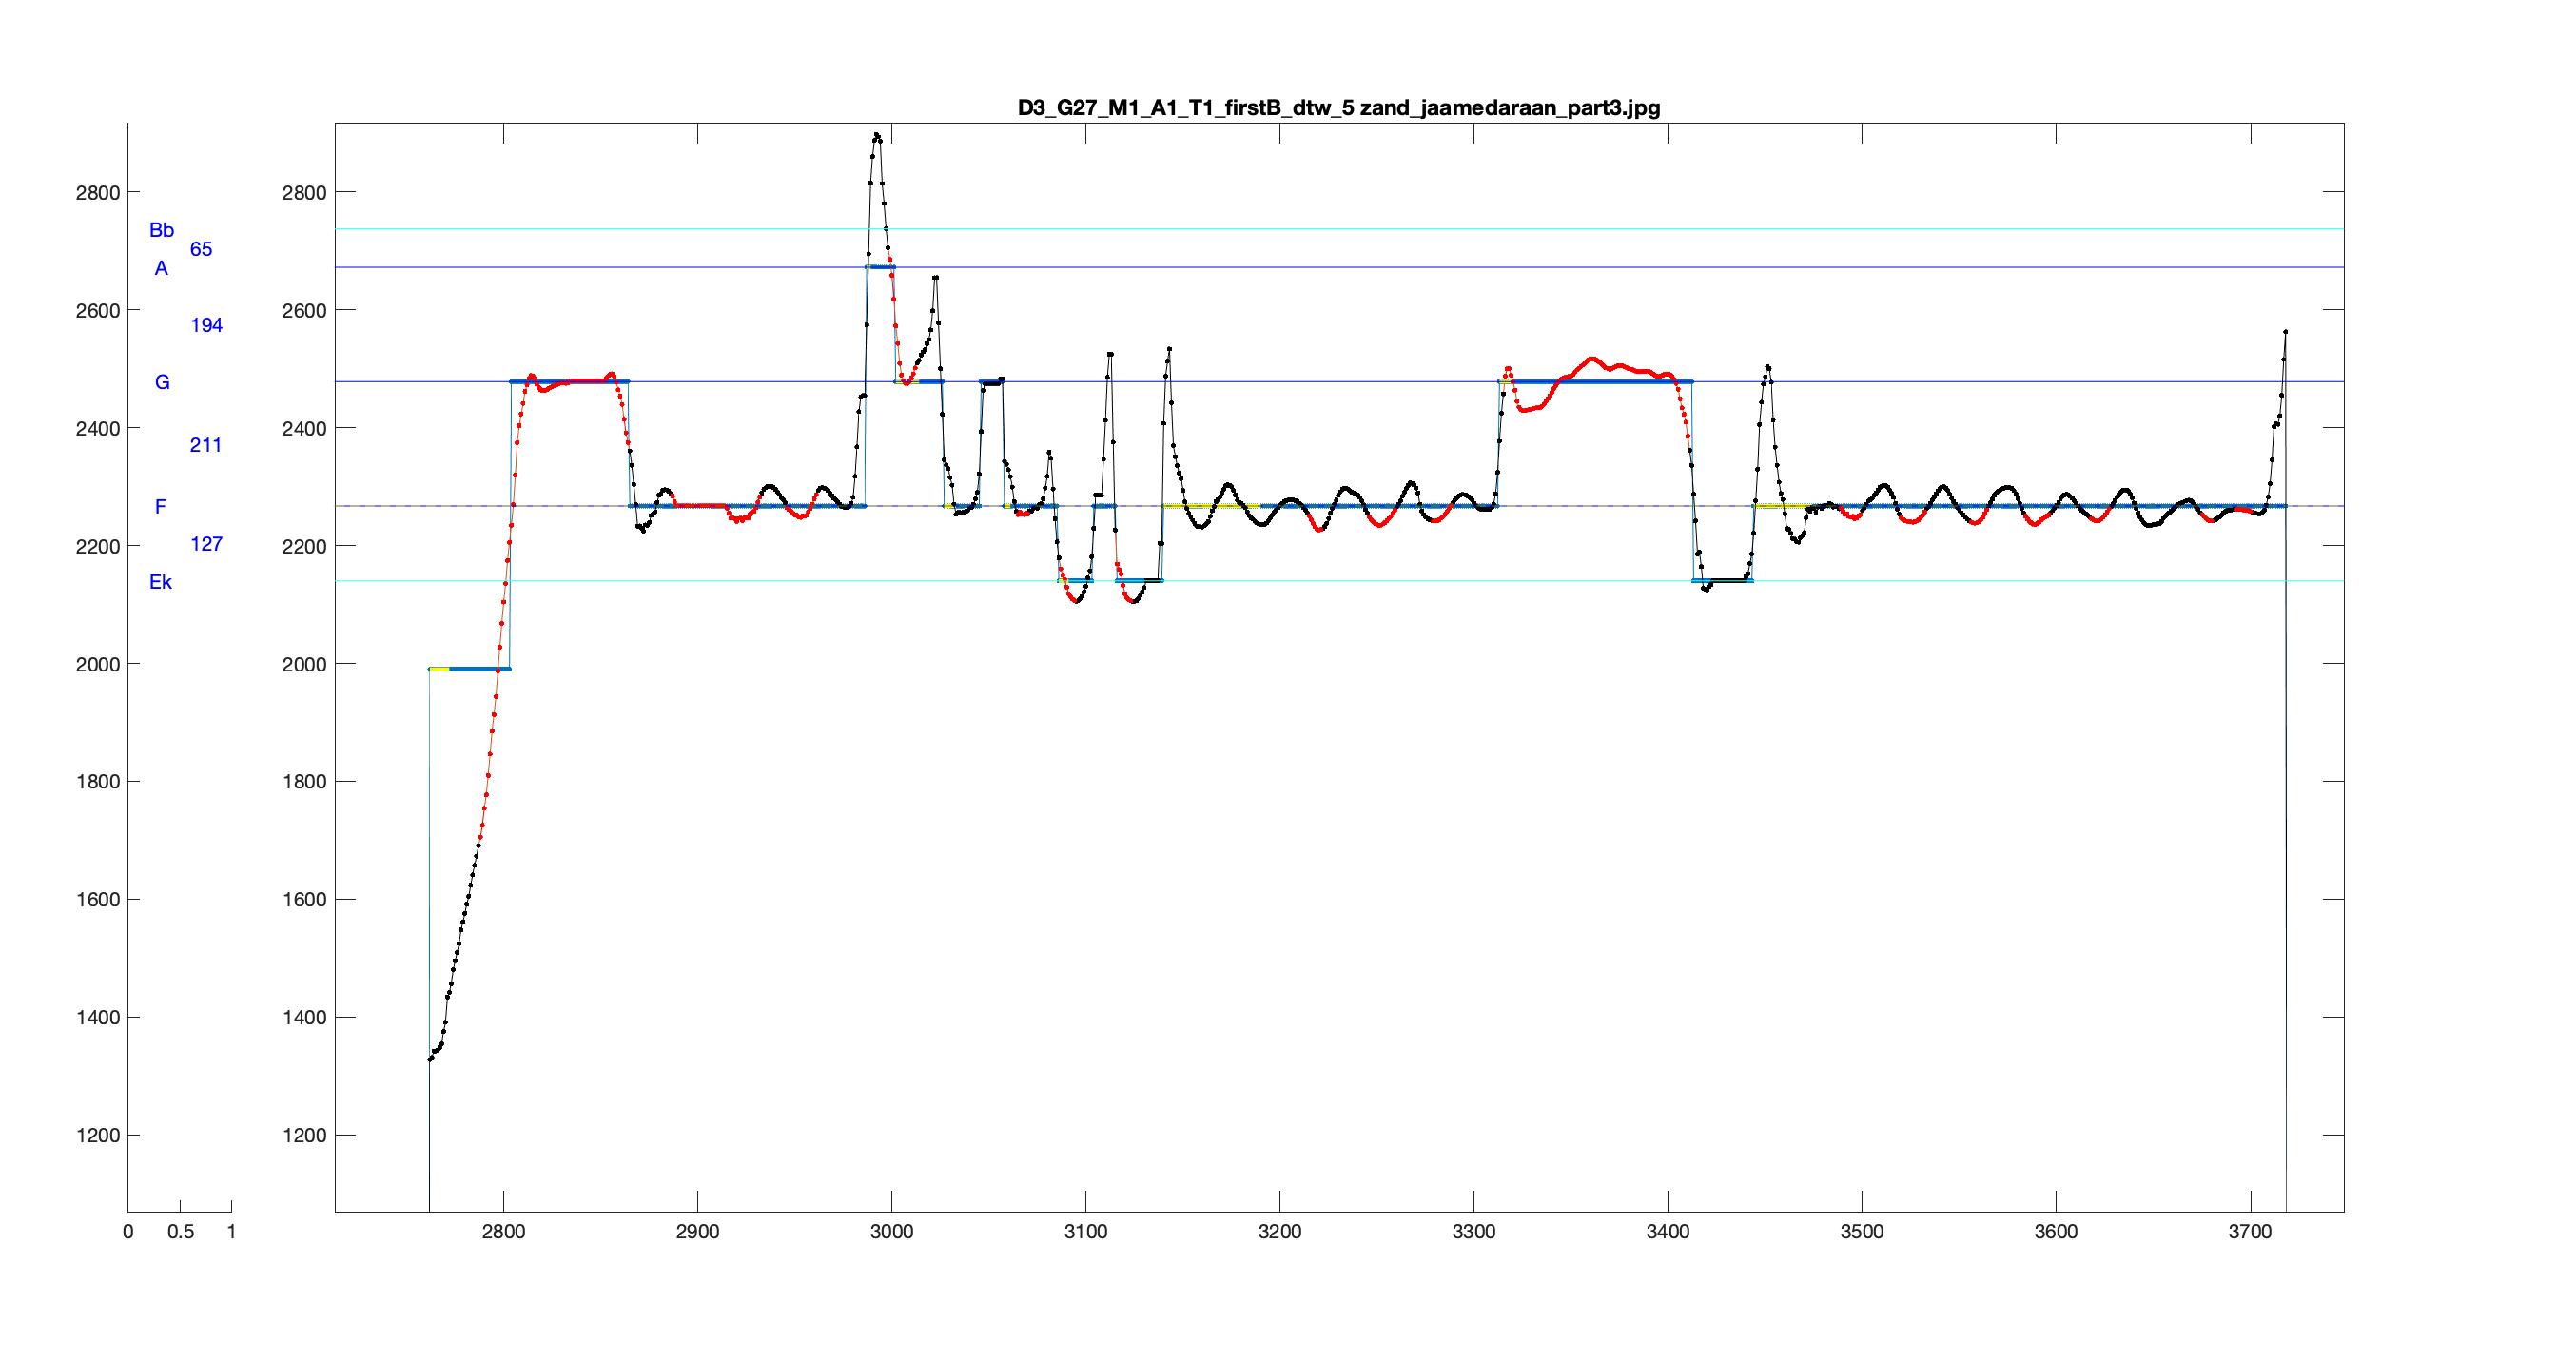 D3_G27_M1_A1_T1_firstB_dtw_5 zand_jaamedaraan_part3.jpg
2800 2800
Bb
65
A
2600 194 2600
G
2400 211 2400
F
2200 127 2200
Ek
2000 2000
1800 1800
1600 1600
1400 1400
1200 1200
0 0.5 1 2800 2900 3000 3100 3200 3300 3400 3500 3600 3700